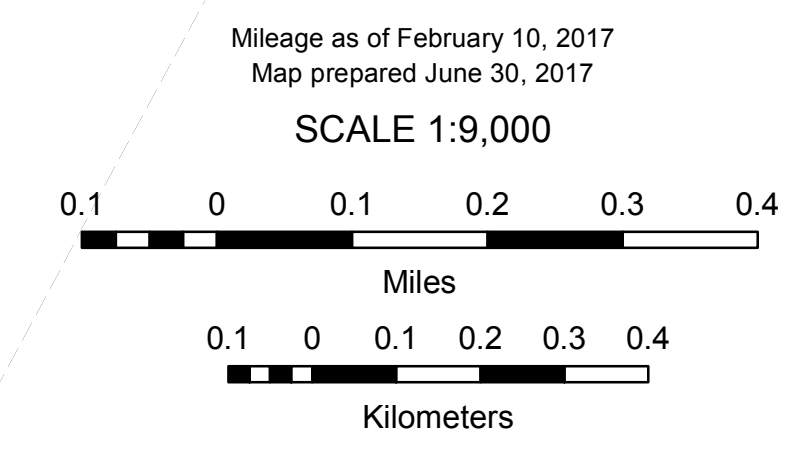 Mileage as of February 10, 2017
Map prepared June 30, 2017
SCALE 1:9,000
0.1 0 0.1 0.2 0.3 0.4
Miles
0.1 0 0.1 0.2 0.3 0.4
Kilometers